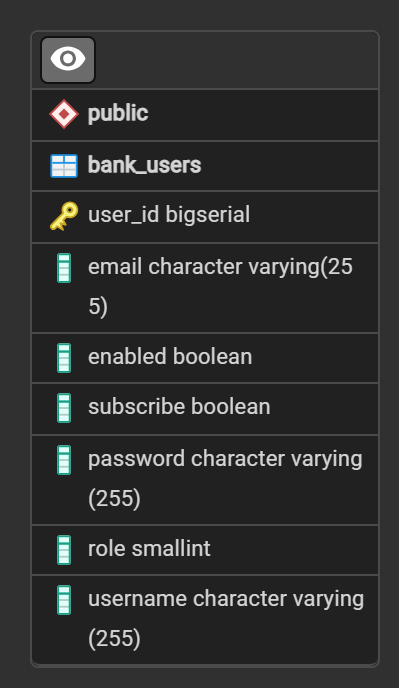 public
bank_users
user_id bigserial
email character varying(25
5)
enabled boolean
subscribe boolean
password character varying
(255)
role smallint
username character varying
(255)